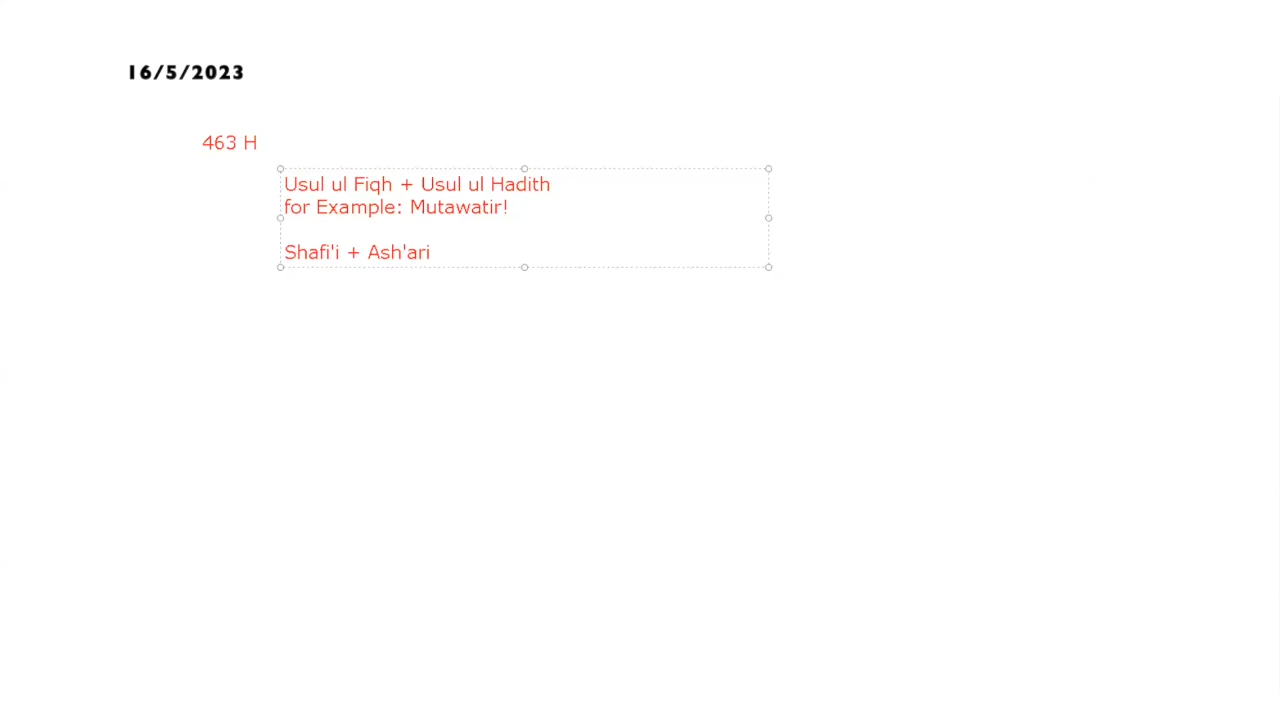 16/5/2023
463 H
Usul ul Fiqh + Usul ul Hadith
for Example: Mutawatir!
Shafi'i + Ash'ari